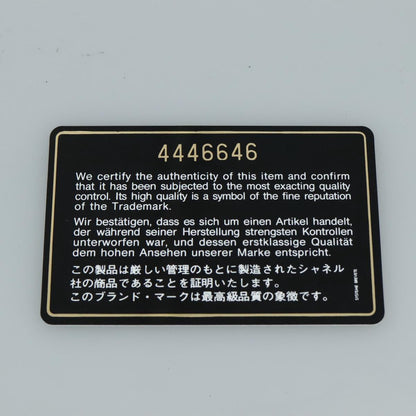 4446646
We certify the authenticity of this item and confirm
that it has been subjected to the most exacting quality
control. Its high quality is a symbol of the fine reputation
of the Trademark.
Wir bestätigen, dass es sich um einen Artikel handelt,
der während seiner Herstellung strengsten Kontrollen
unterworfen war, und dessen erstklassige Qualität
dem hohen Ansehen unserer Marke entspricht.
この製品は厳しい管理のもとに製造されたシャネル
社の商品であることを証明いたします。
このブランド・マークは最高級品質の象徴です。